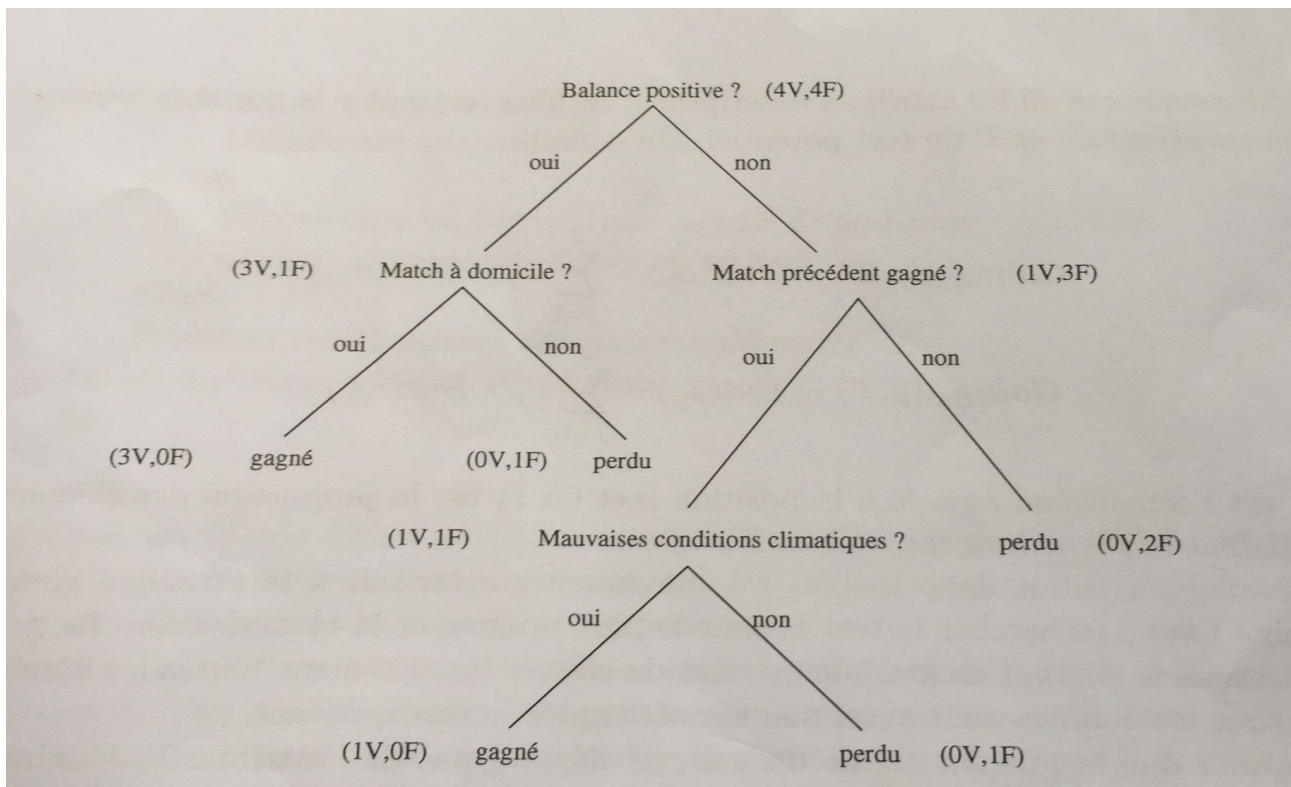 Balance positive ? (4V,4F)
oui non
(3V,1F) Match à domicile ? Match précédent gagné ? (1V,3F)
oui non oui non
(3V,0F) gagné (0V,1F) perdu
(1V,1F) Mauvaises conditions climatiques ? perdu (0V,2F)
oui non
(1V,0F) gagné perdu (0V,1F)